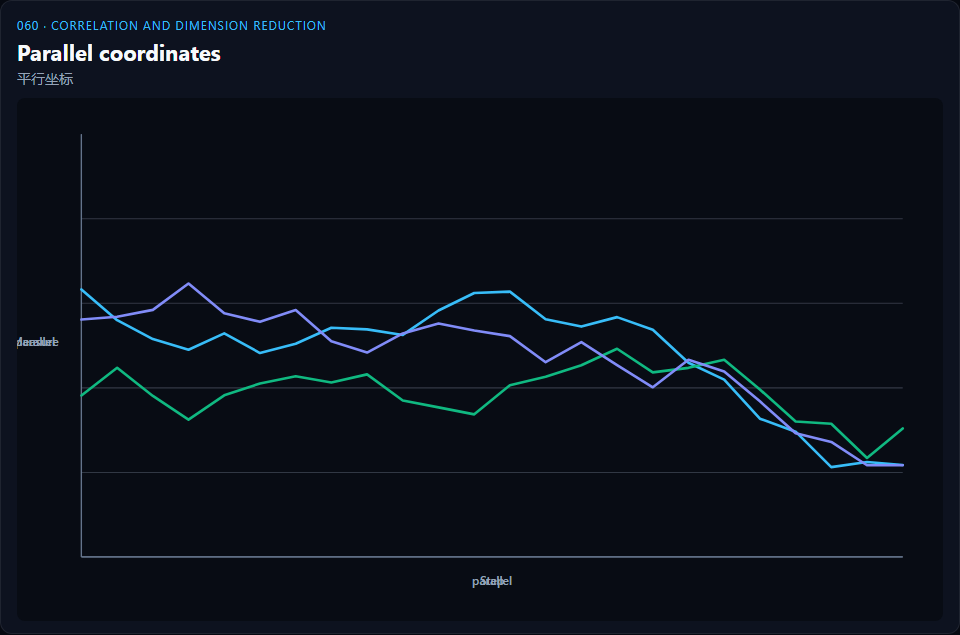 060 · CORRELATION AND DIMENSION REDUCTION
Parallel coordinates
平行坐标